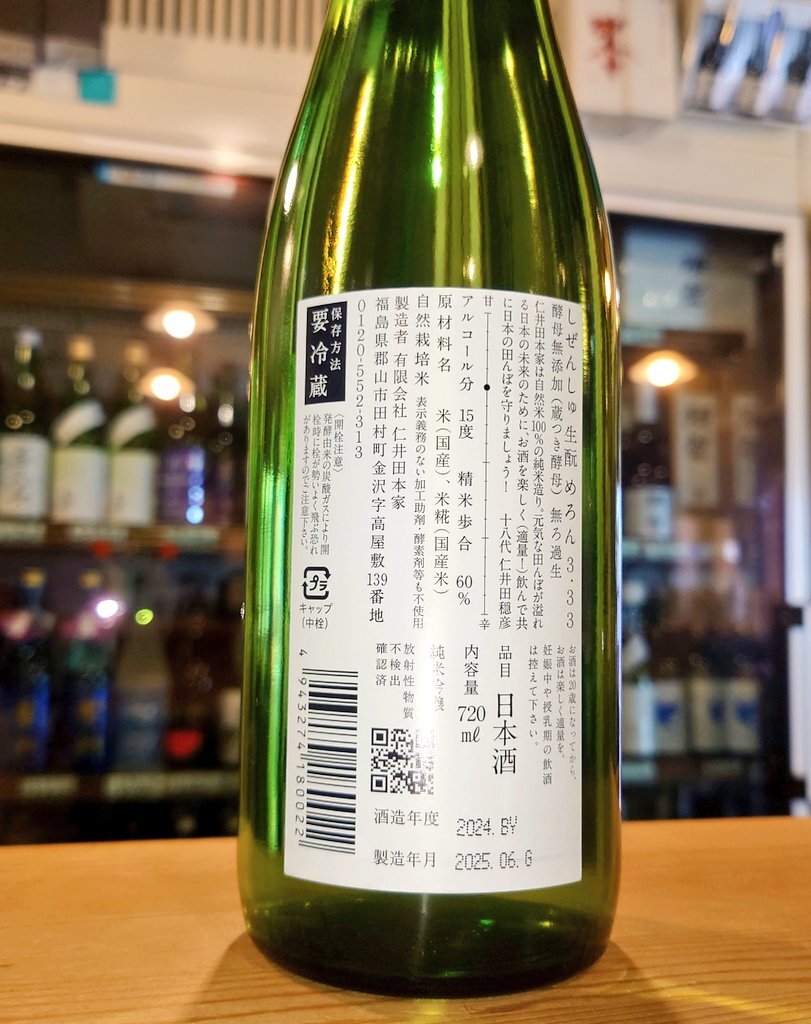 しぜんしゅ 生酛 めろん 3・33
酵母無添加(蔵つき酵母) 無ろ過生
仁井田本家は自然米100%の純米造り。元気な田んぼが溢れ
る日本の未来のために、お酒を楽しく(適量!)飲んで共
に日本の田んぼを守りましょう! 十八代 仁井田穏彦
甘 辛
アルコール分 15度 精米歩合 60%
原材料名 米(国産)、米糀(国産米)
自然栽培米 表示義務のない加工助剤 酵素剤等も不使用
製造者 有限会社 仁井田本家
福島県郡山市田村町金沢字高屋敷139番地
0120-552-313
保存方法
要冷蔵
〈開栓注意〉
発酵由来の炭酸ガスにより開
栓時に栓が勢いよく飛ぶ恐れ
がありますのでご注意下さい。
プラ
キャップ
(中栓)
お酒は20歳になってから、
お酒は楽しく適量を。
妊娠中や授乳期の飲酒
は控えて下さい。
品目 日本酒
内容量 720㎖
純米吟醸
放射性物質
不検出
確認済
酒造年度 2024. BY
製造年月 2025. 06. G
4943274180022